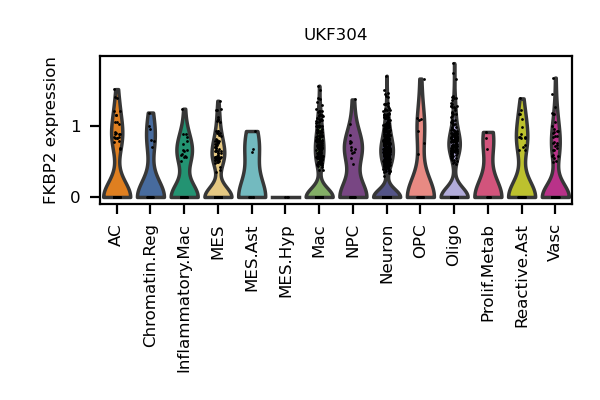 UKF304
FKBP2 expression
1
0
AC
Chromatin.Reg
Inflammatory.Mac
MES
MES.Ast
MES.Hyp
Mac
NPC
Neuron
OPC
Oligo
Prolif.Metab
Reactive.Ast
Vasc